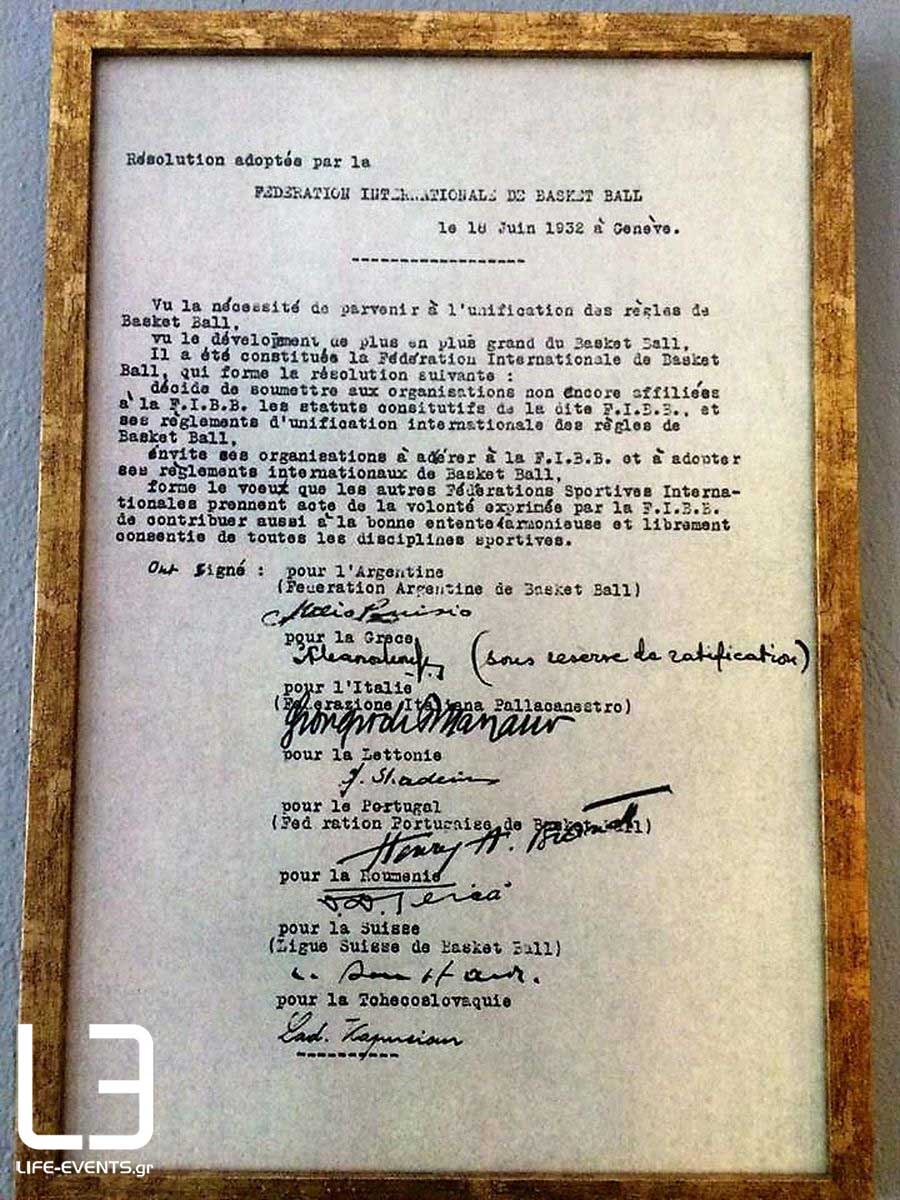 Résolution adoptée par la
FEDERATION INTERNATIONALE DE BASKET BALL
le 18 Juin 1932 à Genève.
-----------------
Vu la nécessité de parvenir à l'unification des règles de
Basket Ball,
vu le dévelopement de plus en plus grand du Basket Ball,
Il a été constituée la Fédération Internationale de Basket
Ball, qui forme la résolution suivante :
décide de soumettre aux organisations non encore affiliées
à la F.I.B.B. les statuts consitutifs de la dite F.I.B.B., et
ses règlements d'unification internationale des règles de
Basket Ball,
énvite ses organisations à adérer à la F.I.B.B. et à adopter
ses règlements internationaux de Basket Ball,
forme le voeux que les autres Fédérations Sportives Interna-
tionales prennent acte de la volonté exprimée par la F.I.B.B.
de contribuer aussi à la bonne entente armonieuse et librement
consentie de toutes les disciplines sportives.
Ont signé : pour l'Argentine
(Federation Argentine de Basket Ball)
pour la Grece
(sous reserve de ratification)
pour l'Italie
(Federazione Italiana Pallacanestro)
pour la Lettonie
pour le Portugal
(Fed ration Portugaise de Basket Ball)
Henry H.
pour la Roumenie
pour la Suisse
(Ligue Suisse de Basket Ball)
pour la Tchecoslovaquie
Lad.
----------
L3
LIFE-EVENTS.gr